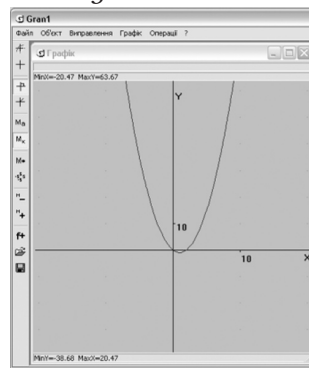 Gran1
Файл Об'єкт Виправлення Графік Операції ?
Графік
MinX=-20.47 MaxY=63.67
Y
10
10
X
MinY=-38.68 MaxX=20.47